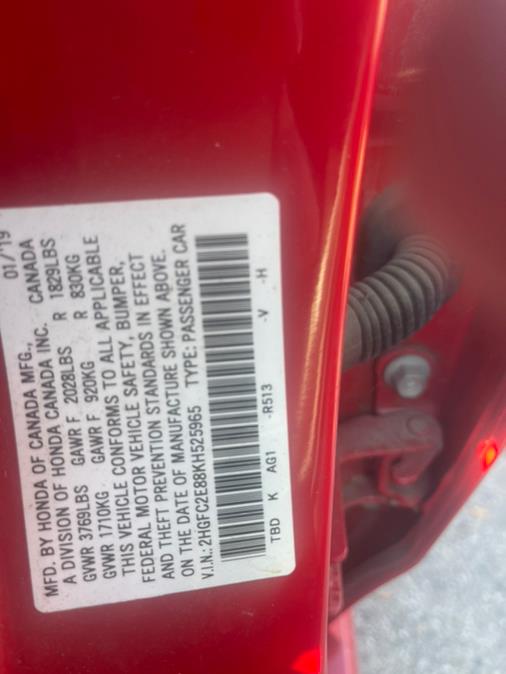 MFD. BY HONDA OF CANADA MFG., 01/'19
A DIVISION OF HONDA CANADA INC. CANADA
GVWR 3769LBS GAWR F 2028LBS R 1829LBS
GVWR 1710KG GAWR F 920KG R 830KG
THIS VEHICLE CONFORMS TO ALL APPLICABLE
FEDERAL MOTOR VEHICLE SAFETY, BUMPER,
AND THEFT PREVENTION STANDARDS IN EFFECT
ON THE DATE OF MANUFACTURE SHOWN ABOVE.
V.I.N.: 2HGFC2E88KH525965 TYPE: PASSENGER CAR
TBD K AG1 -R513 -V -H